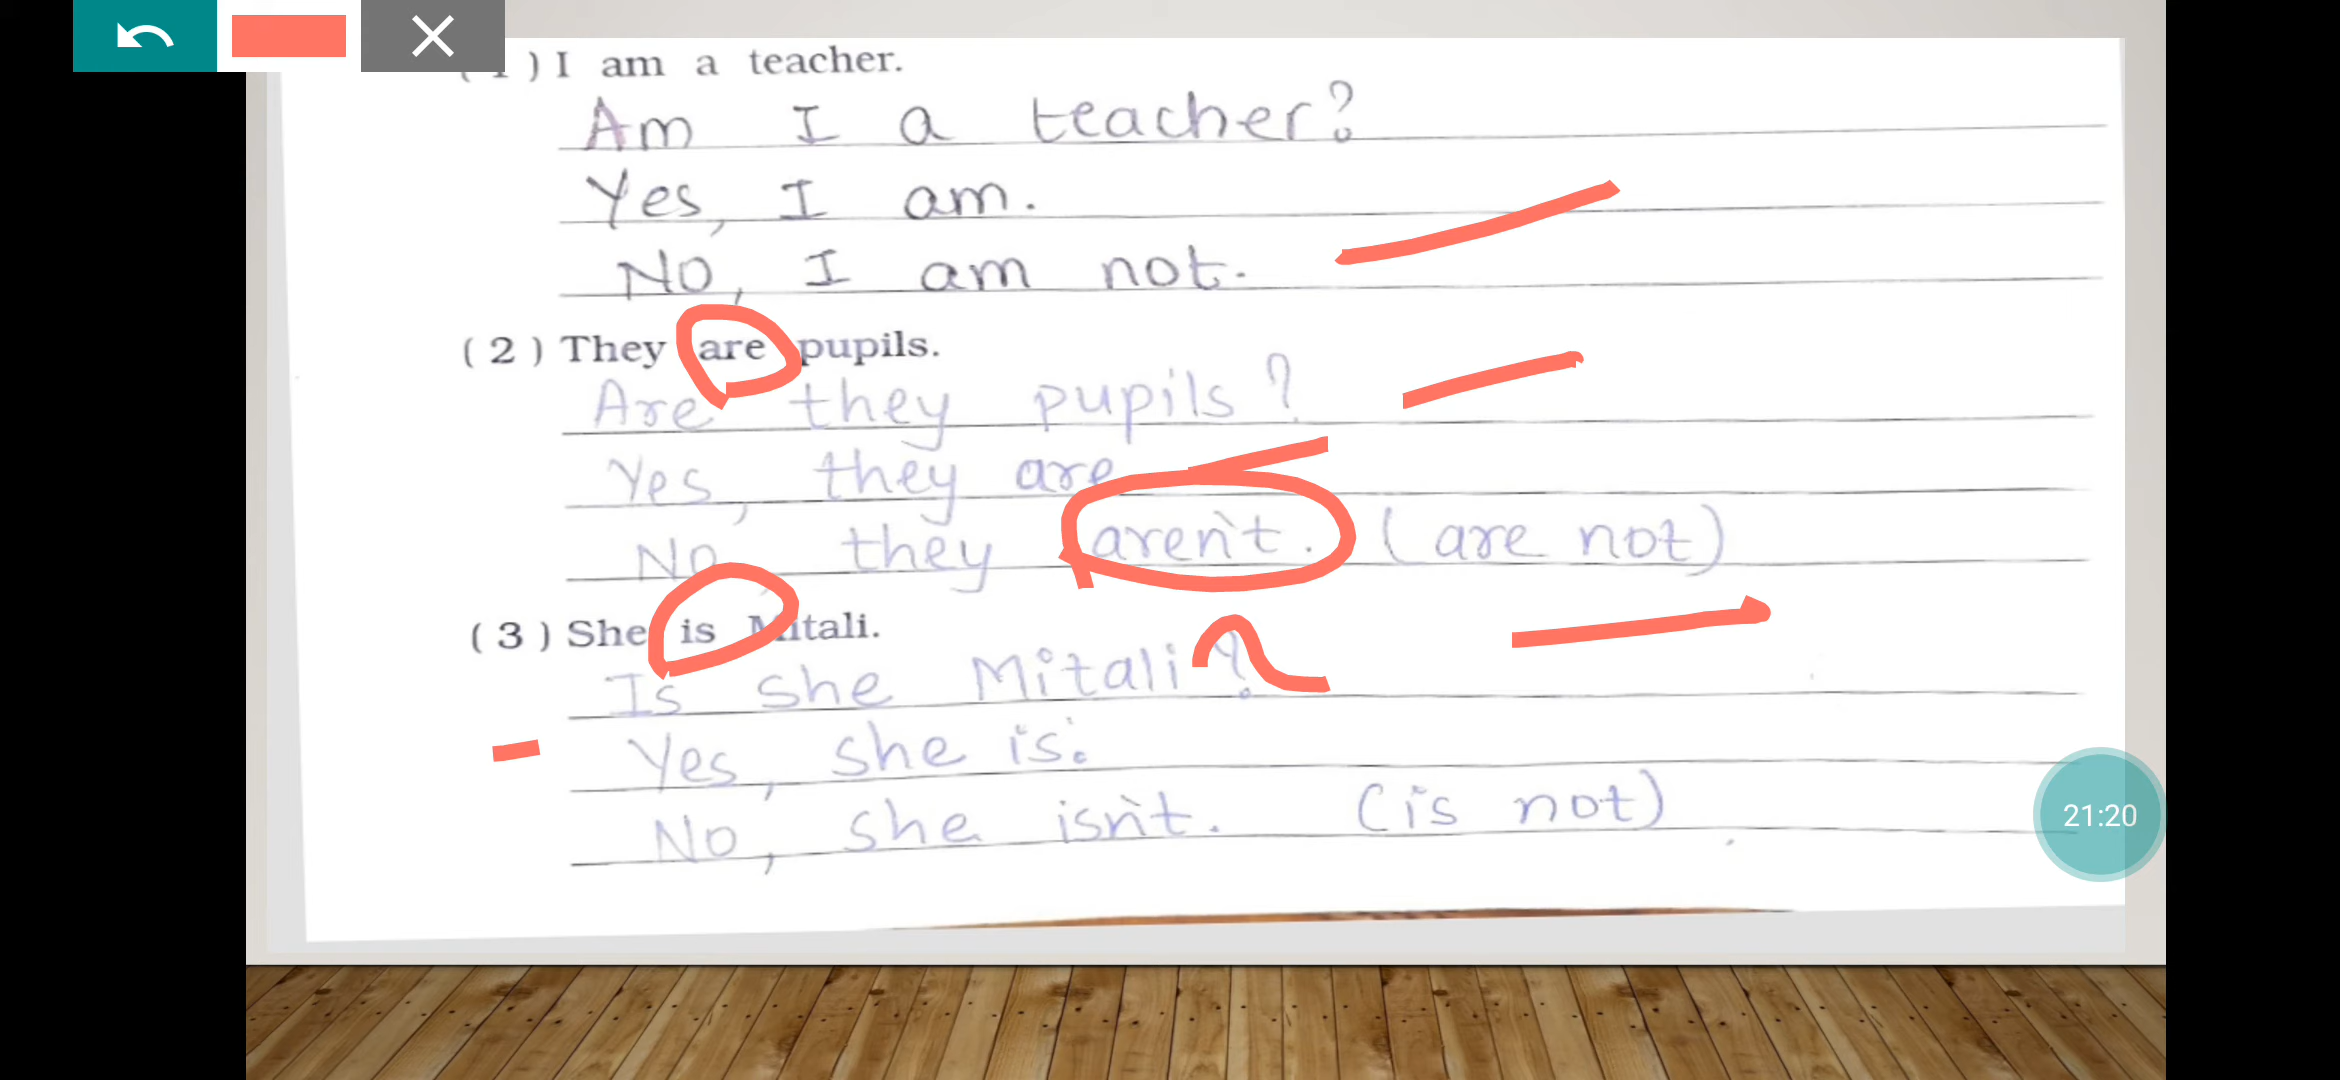 ( 1 ) I am a teacher.
Am I a teacher?
Yes, I am.
No, I am not.
( 2 ) They are pupils.
Are they pupils?
Yes, they are
No, they aren't. (are not)
( 3 ) She is Mitali.
Is she Mitali?
Yes, she is.
No, she isn't. (is not)
21:20